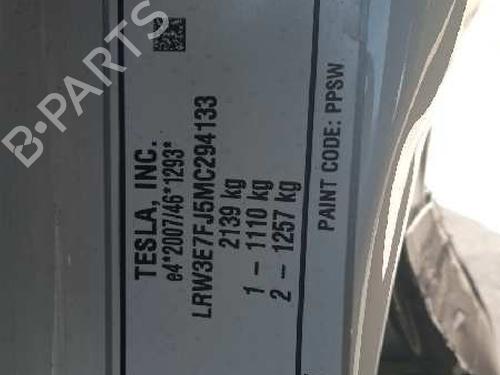 TESLA, INC.
e4*2007/46*1293*
LRW3E7FJ5MC294133
2139 kg
1 – 1110 kg
2 – 1257 kg
PAINT CODE: PPSW
B-PARTS